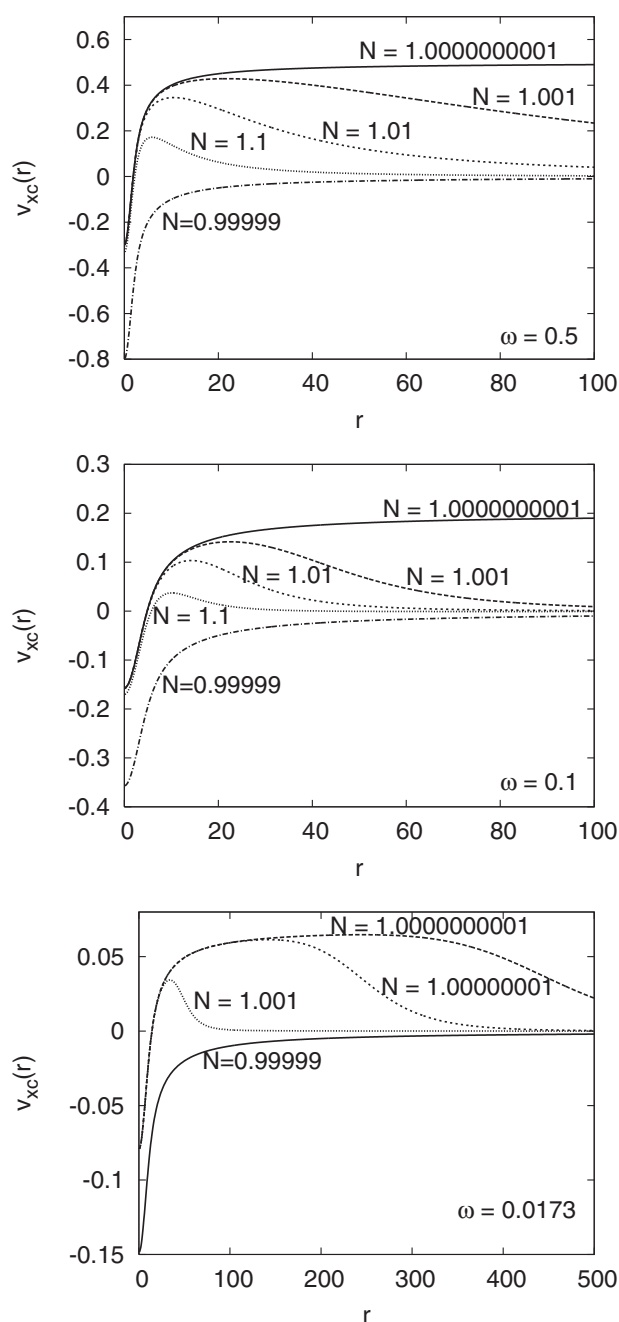 0.6
N = 1.0000000001
0.4
N = 1.001
N = 1.01
0.2
N = 1.1
0
-0.2
N=0.99999
-0.4
-0.6
ω = 0.5
-0.8
0 20 40 60 80 100
v_xc(r)
r
0.3
0.2
N = 1.0000000001
N = 1.01
0.1
N = 1.001
0
N = 1.1
-0.1
N=0.99999
-0.2
-0.3
ω = 0.1
-0.4
0 20 40 60 80 100
v_xc(r)
r
N = 1.0000000001
0.05
N = 1.00000001
N = 1.001
0
N=0.99999
-0.05
-0.1
ω = 0.0173
-0.15
0 100 200 300 400 500
v_xc(r)
r